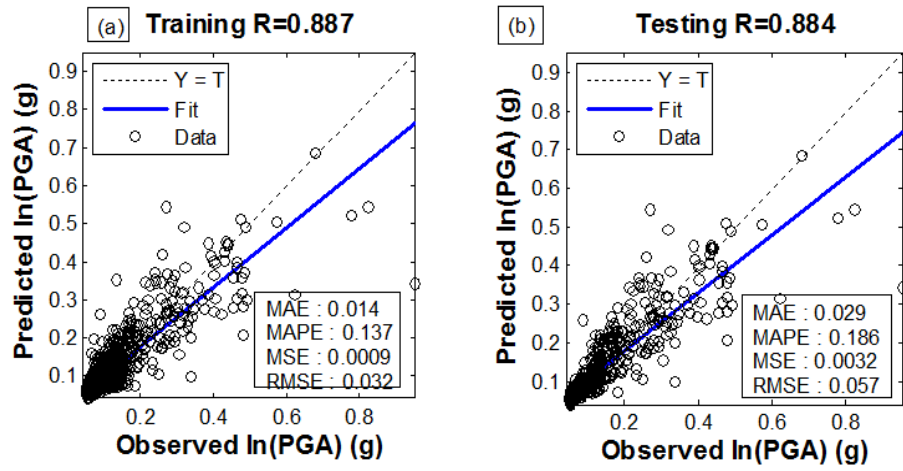 (a) Training R=0.887
Predicted ln(PGA) (g)
0.9
0.8
0.7
0.6
0.5
0.4
0.3
0.2
0.1
Y = T
Fit
Data
MAE : 0.014
MAPE : 0.137
MSE : 0.0009
RMSE : 0.032
0.2 0.4 0.6 0.8
Observed ln(PGA) (g)
(b) Testing R=0.884
Predicted ln(PGA) (g)
0.9
0.8
0.7
0.6
0.5
0.4
0.3
0.2
0.1
Y = T
Fit
Data
MAE : 0.029
MAPE : 0.186
MSE : 0.0032
RMSE : 0.057
0.2 0.4 0.6 0.8
Observed ln(PGA) (g)